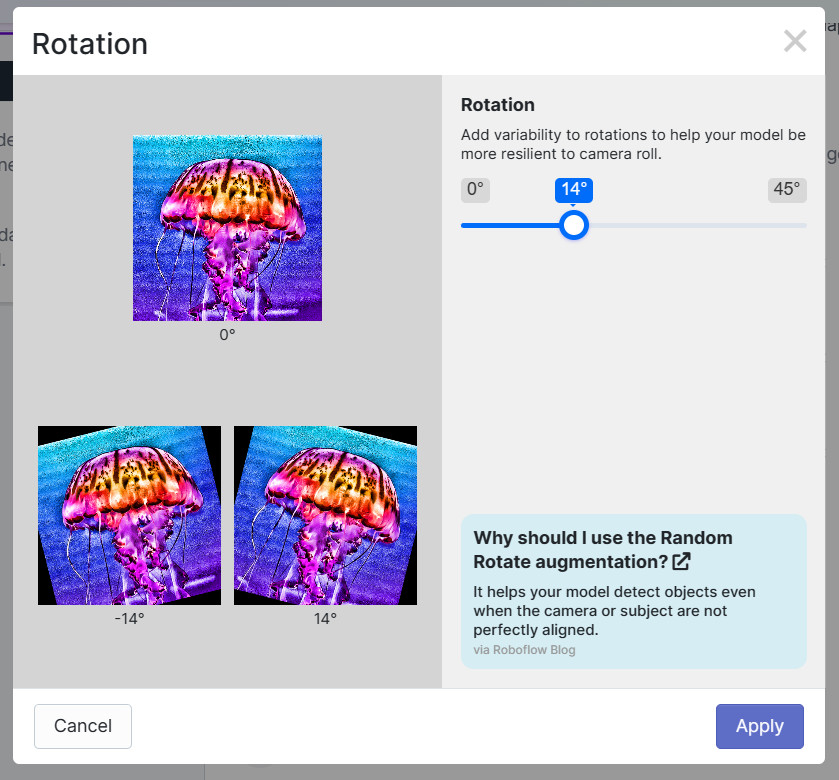 Rotation
0°
-14°
14°
Rotation
Add variability to rotations to help your model be
more resilient to camera roll.
0°
14°
45°
Why should I use the Random
Rotate augmentation?
It helps your model detect objects even
when the camera or subject are not
perfectly aligned.
via Roboflow Blog
Cancel
Apply